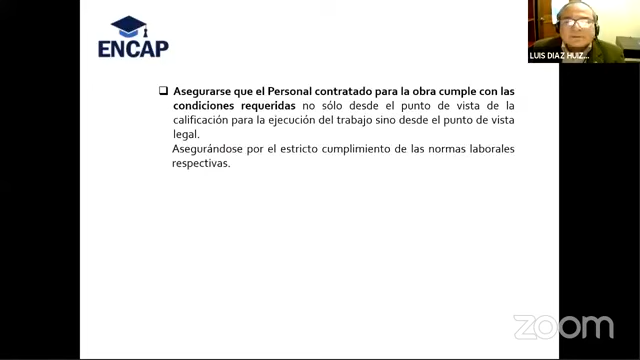 ENCAP
LUIS DIAZ HUIZ...
❑ Asegurarse que el Personal contratado para la obra cumple con las
condiciones requeridas no sólo desde el punto de vista de la
calificación para la ejecución del trabajo sino desde el punto de vista
legal.
Asegurándose por el estricto cumplimiento de las normas laborales
respectivas.
zoom